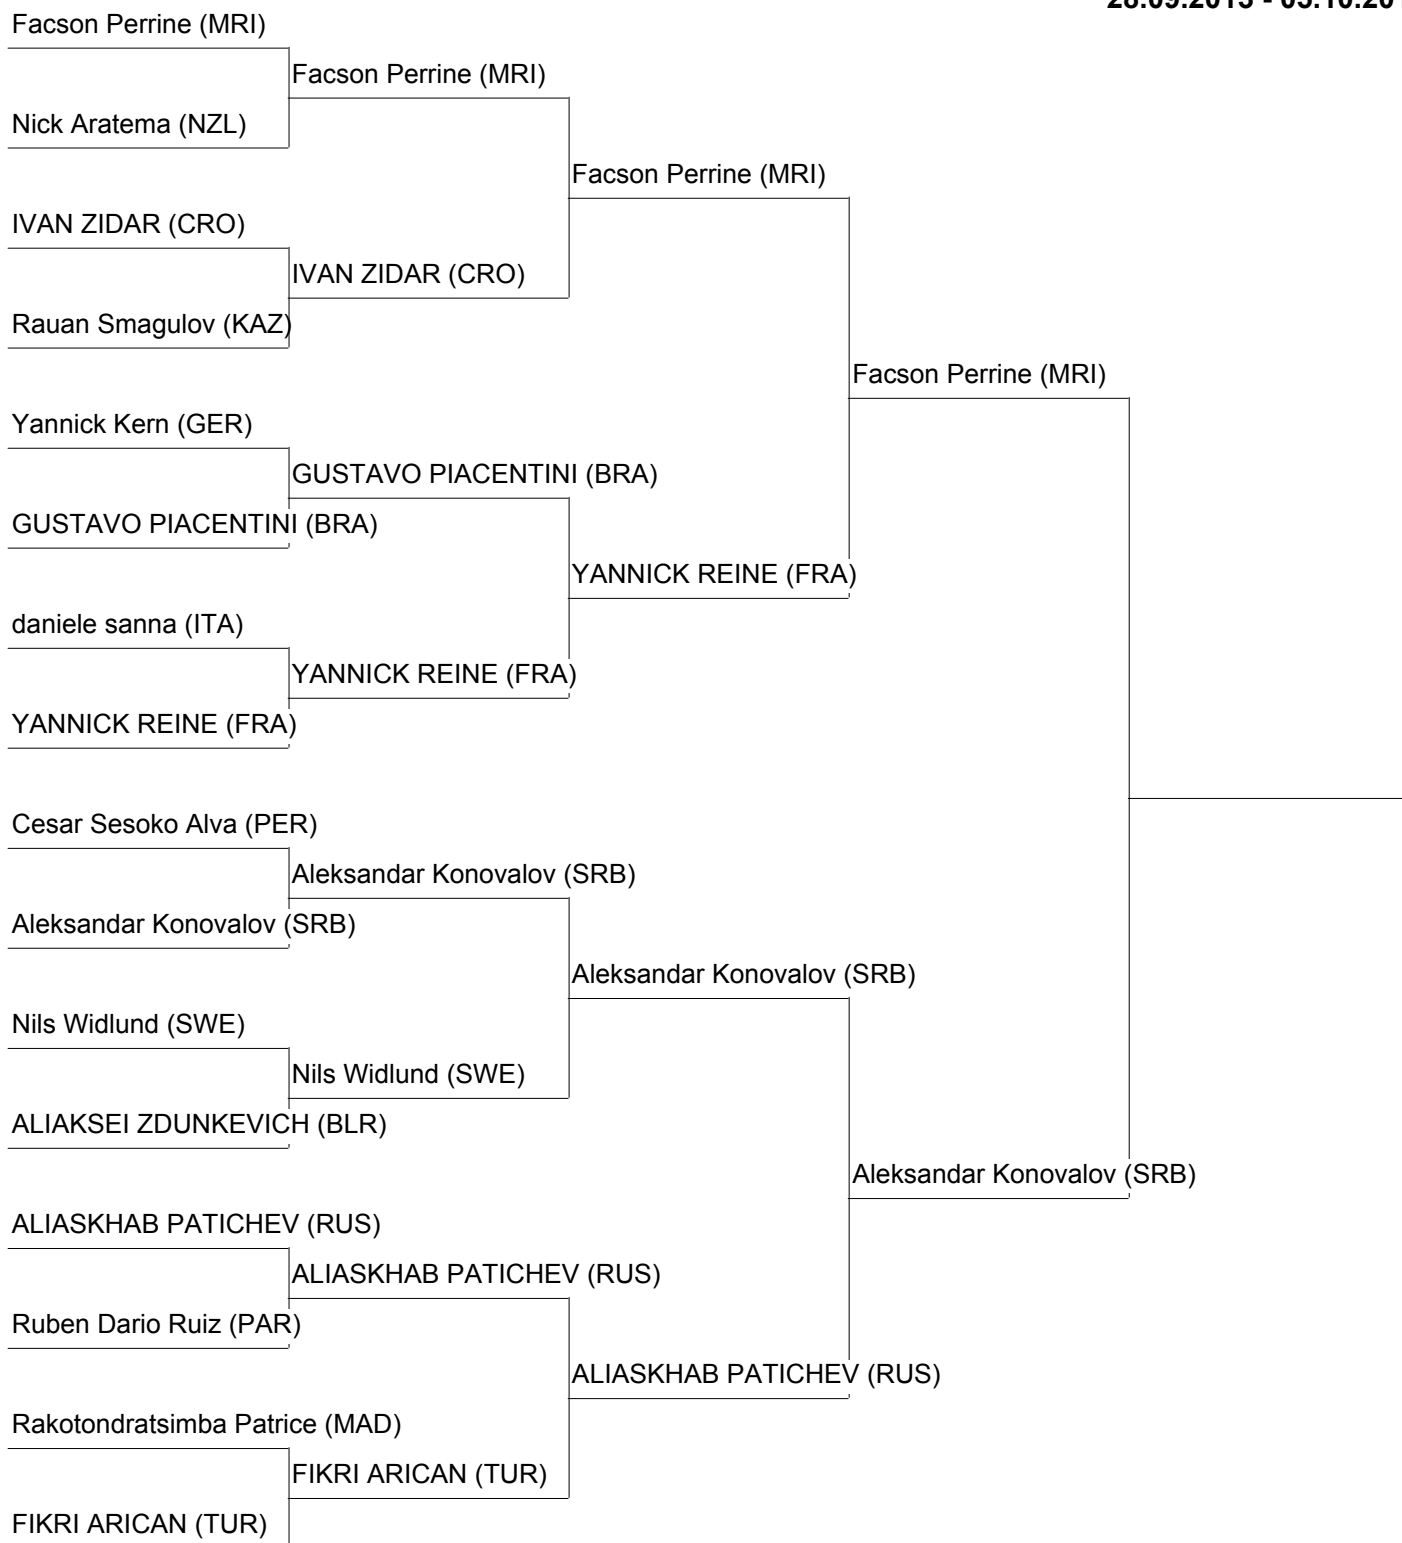 Facson Perrine (MRI)
Facson Perrine (MRI)
Nick Aratema (NZL)
Facson Perrine (MRI)
IVAN ZIDAR (CRO)
IVAN ZIDAR (CRO)
Rauan Smagulov (KAZ)
Facson Perrine (MRI)
Yannick Kern (GER)
GUSTAVO PIACENTINI (BRA)
GUSTAVO PIACENTINI (BRA)
YANNICK REINE (FRA)
daniele sanna (ITA)
YANNICK REINE (FRA)
YANNICK REINE (FRA)
Cesar Sesoko Alva (PER)
Aleksandar Konovalov (SRB)
Aleksandar Konovalov (SRB)
Aleksandar Konovalov (SRB)
Nils Widlund (SWE)
Nils Widlund (SWE)
ALIAKSEI ZDUNKEVICH (BLR)
Aleksandar Konovalov (SRB)
ALIASKHAB PATICHEV (RUS)
ALIASKHAB PATICHEV (RUS)
Ruben Dario Ruiz (PAR)
ALIASKHAB PATICHEV (RUS)
Rakotondratsimba Patrice (MAD)
FIKRI ARICAN (TUR)
FIKRI ARICAN (TUR)